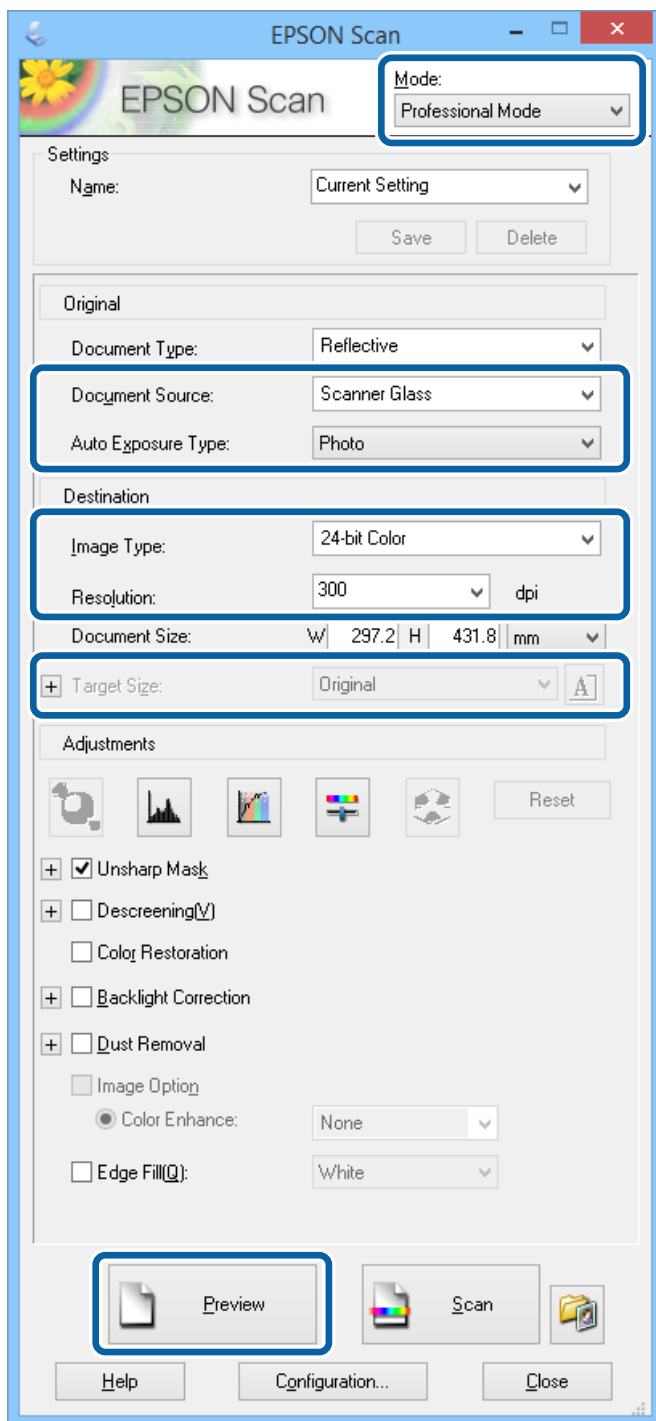 EPSON Scan
EPSON Scan
Mode:
Professional Mode
Settings
Name: Current Setting
Save Delete
Original
Document Type: Reflective
Document Source: Scanner Glass
Auto Exposure Type: Photo
Destination
Image Type: 24-bit Color
Resolution: 300 dpi
Document Size: W 297.2 H 431.8 mm
+ Target Size: Original A
Adjustments
Reset
+ Unsharp Mask
+ Descreening(V)
Color Restoration
+ Backlight Correction
+ Dust Removal
Image Option
Color Enhance: None
Edge Fill(Q): White
Preview Scan
Help Configuration... Close